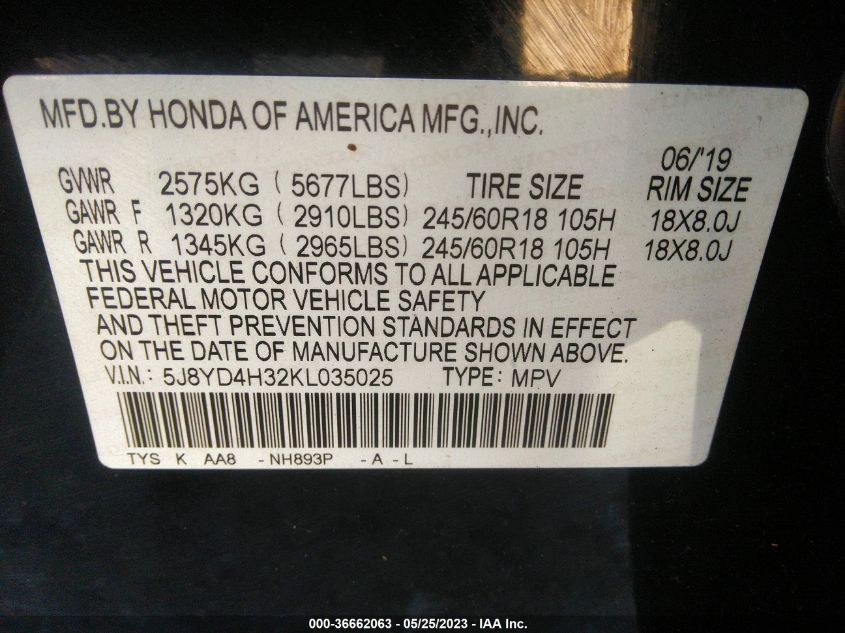 MFD.BY HONDA OF AMERICA MFG.,INC.
06/'19
GVWR 2575KG ( 5677LBS) TIRE SIZE RIM SIZE
GAWR F 1320KG ( 2910LBS) 245/60R18 105H 18X8.0J
GAWR R 1345KG ( 2965LBS) 245/60R18 105H 18X8.0J
THIS VEHICLE CONFORMS TO ALL APPLICABLE
FEDERAL MOTOR VEHICLE SAFETY
AND THEFT PREVENTION STANDARDS IN EFFECT
ON THE DATE OF MANUFACTURE SHOWN ABOVE.
V.I.N.: 5J8YD4H32KL035025 TYPE: MPV
TYS K AA8 - NH893P - A - L
000-36662063 - 05/25/2023 - IAA Inc.